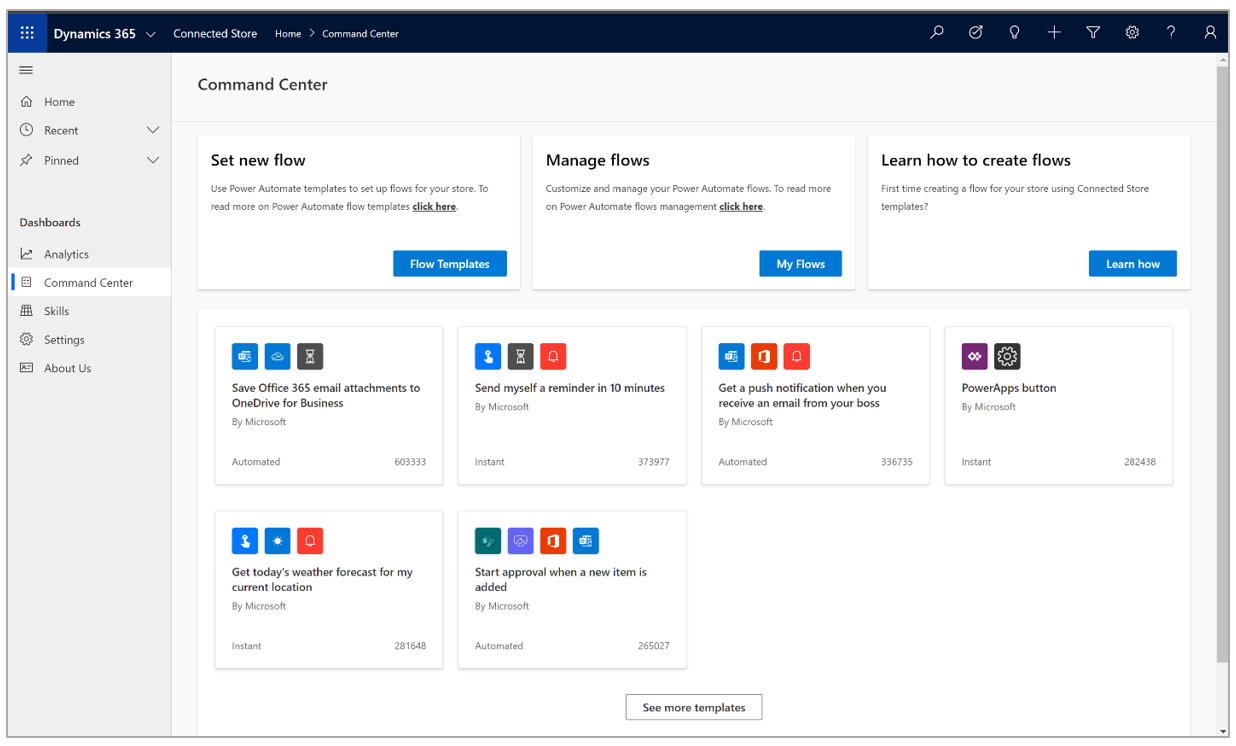 Dynamics 365
Connected Store
Home > Command Center
Home
Recent
Pinned
Dashboards
Analytics
Command Center
Skills
Settings
About Us
Command Center
Set new flow
Use Power Automate templates to set up flows for your store. To
read more on Power Automate flow templates click here.
Flow Templates
Manage flows
Customize and manage your Power Automate flows. To read more
on Power Automate flows management click here.
My Flows
Learn how to create flows
First time creating a flow for your store using Connected Store
templates?
Learn how
Save Office 365 email attachments to
OneDrive for Business
By Microsoft
Automated 603333
Send myself a reminder in 10 minutes
By Microsoft
Instant 373977
Get a push notification when you
receive an email from your boss
By Microsoft
Automated 336735
PowerApps button
By Microsoft
Instant 282438
Get today's weather forecast for my
current location
By Microsoft
Instant 281648
Start approval when a new item is
added
By Microsoft
Automated 265027
See more templates